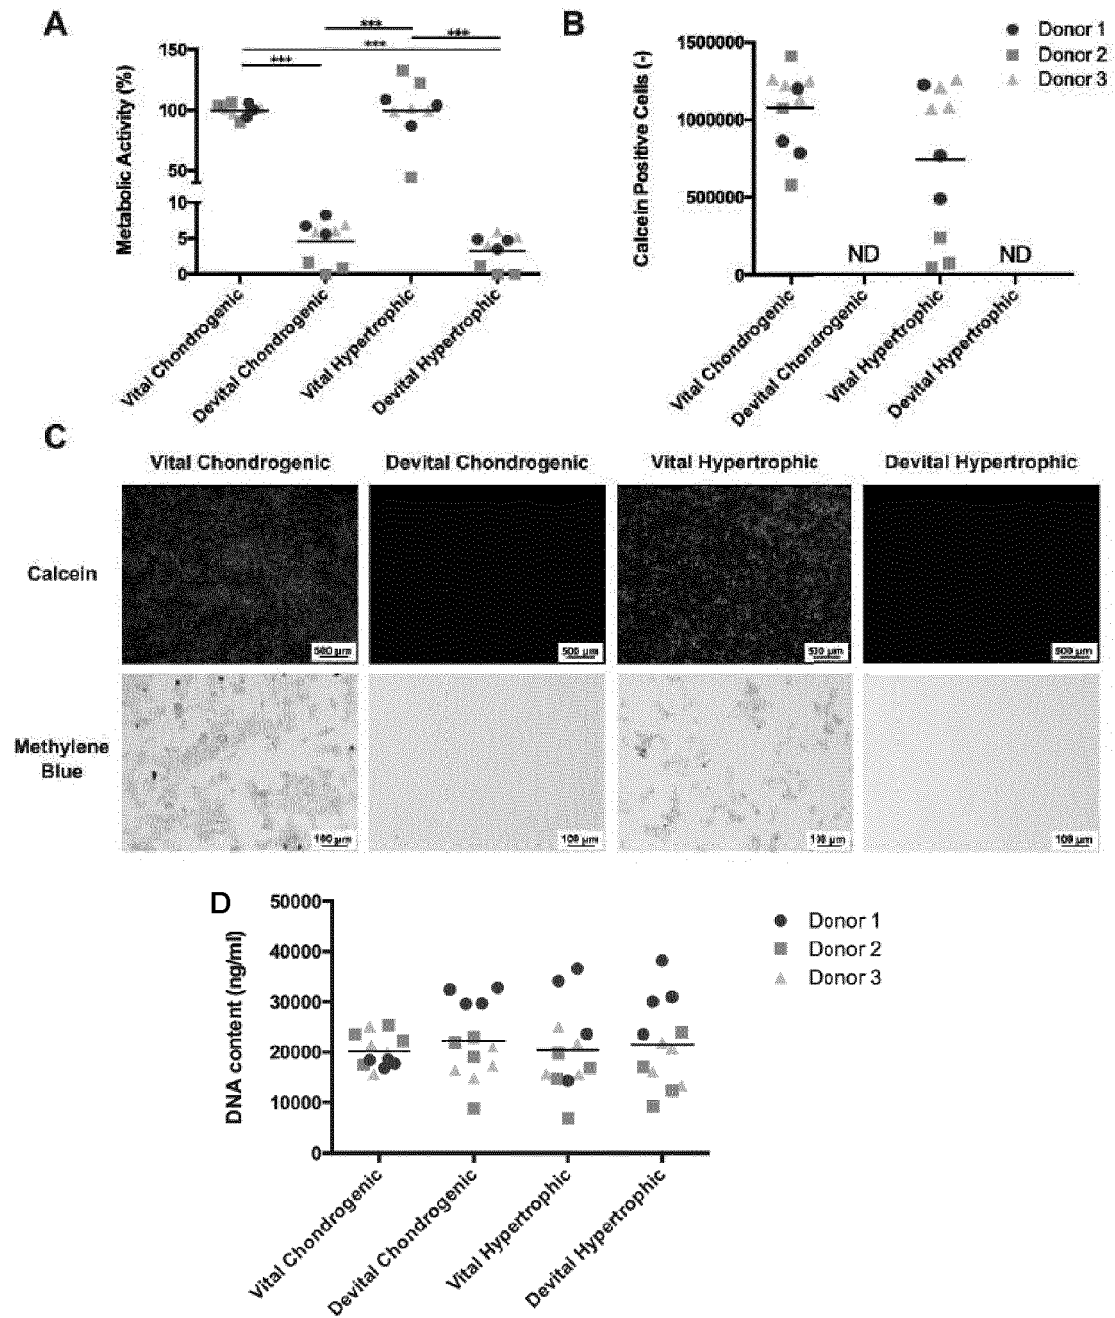 A
Metabolic Activity (%)
150
100
50
10
5
0
***
***
***
***
Vital Chondrogenic
Devital Chondrogenic
Vital Hypertrophic
Devital Hypertrophic
B
Calcein Positive Cells (-)
1500000
1000000
500000
0
ND
ND
Vital Chondrogenic
Devital Chondrogenic
Vital Hypertrophic
Devital Hypertrophic
Donor 1
Donor 2
Donor 3
C
Vital Chondrogenic
Devital Chondrogenic
Vital Hypertrophic
Devital Hypertrophic
Calcein
500 µm
500 µm
500 µm
500 µm
Methylene
Blue
100 µm
100 µm
100 µm
100 µm
D
DNA content (ng/ml)
50000
40000
30000
20000
10000
0
Vital Chondrogenic
Devital Chondrogenic
Vital Hypertrophic
Devital Hypertrophic
Donor 1
Donor 2
Donor 3